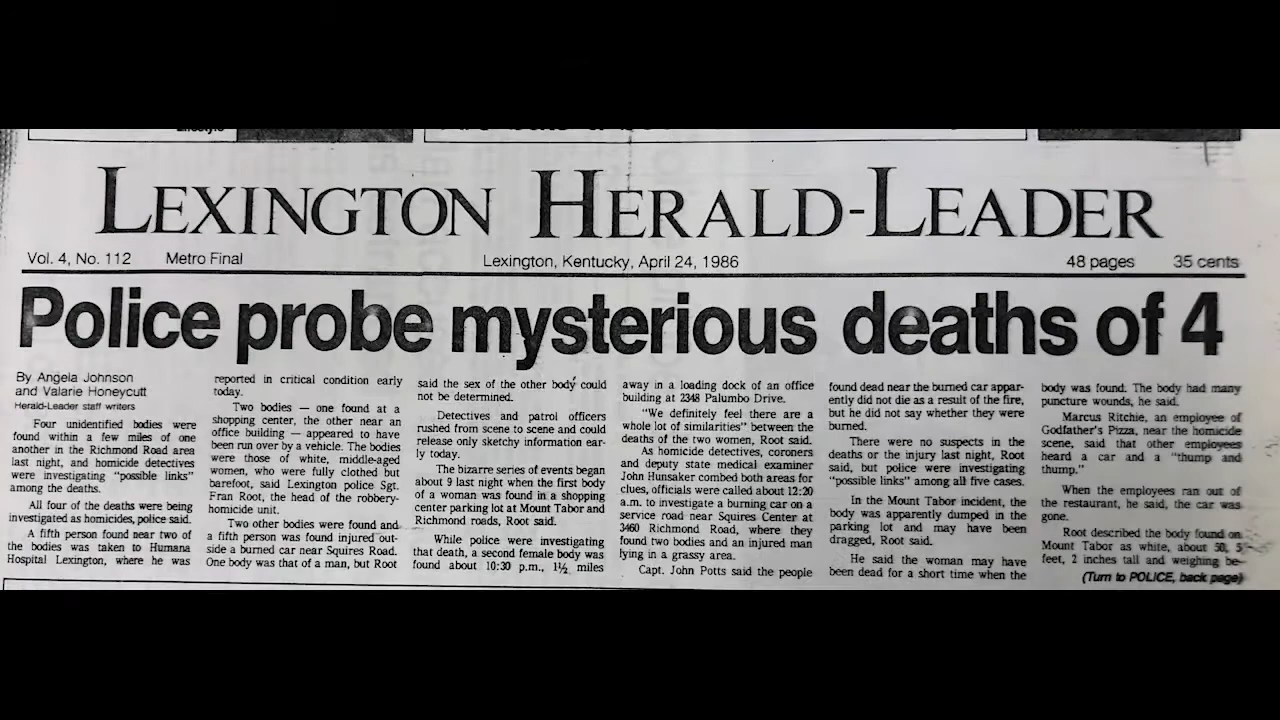 Lifestyle
LEXINGTON HERALD-LEADER
Vol. 4, No. 112 Metro Final Lexington, Kentucky, April 24, 1986 48 pages 35 cents
Police probe mysterious deaths of 4
By Angela Johnson
and Valarie Honeycutt
Herald-Leader staff writers
Four unidentified bodies were
found within a few miles of one
another in the Richmond Road area
last night, and homicide detectives
were investigating "possible links"
among the deaths.
All four of the deaths were being
investigated as homicides, police said.
A fifth person found near two of
the bodies was taken to Humana
Hospital Lexington, where he was
reported in critical condition early
today.
Two bodies — one found at a
shopping center, the other near an
office building — appeared to have
been run over by a vehicle. The bodies
were those of white, middle-aged
women, who were fully clothed but
barefoot, said Lexington police Sgt.
Fran Root, the head of the robbery-
homicide unit.
Two other bodies were found and
a fifth person was found injured out-
side a burned car near Squires Road.
One body was that of a man, but Root
said the sex of the other body could
not be determined.
Detectives and patrol officers
rushed from scene to scene and could
release only sketchy information ear-
ly today.
The bizarre series of events began
about 9 last night when the first body
of a woman was found in a shopping
center parking lot at Mount Tabor and
Richmond roads, Root said.
While police were investigating
that death, a second female body was
found about 10:30 p.m., 1½ miles
away in a loading dock of an office
building at 2348 Palumbo Drive.
"We definitely feel there are a
whole lot of similarities" between the
deaths of the two women, Root said.
As homicide detectives, coroners
and deputy state medical examiner
John Hunsaker combed both areas for
clues, officials were called about 12:20
a.m. to investigate a burning car on a
service road near Squires Center at
3460 Richmond Road, where they
found two bodies and an injured man
lying in a grassy area.
Capt. John Potts said the people
found dead near the burned car appar-
ently did not die as a result of the fire,
but he did not say whether they were
burned.
There were no suspects in the
deaths or the injury last night, Root
said, but police were investigating
"possible links" among all five cases.
In the Mount Tabor incident, the
body was apparently dumped in the
parking lot and may have been
dragged, Root said.
He said the woman may have
been dead for a short time when the
body was found. The body had many
puncture wounds, he said.
Marcus Ritchie, an employee of
Godfather's Pizza, near the homicide
scene, said that other employees
heard a car and a "thump and
thump."
When the employees ran out of
the restaurant, he said, the car was
gone.
Root described the body found on
Mount Tabor as white, about 50, 5
feet, 2 inches tall and weighing be-
(Turn to POLICE, back page)